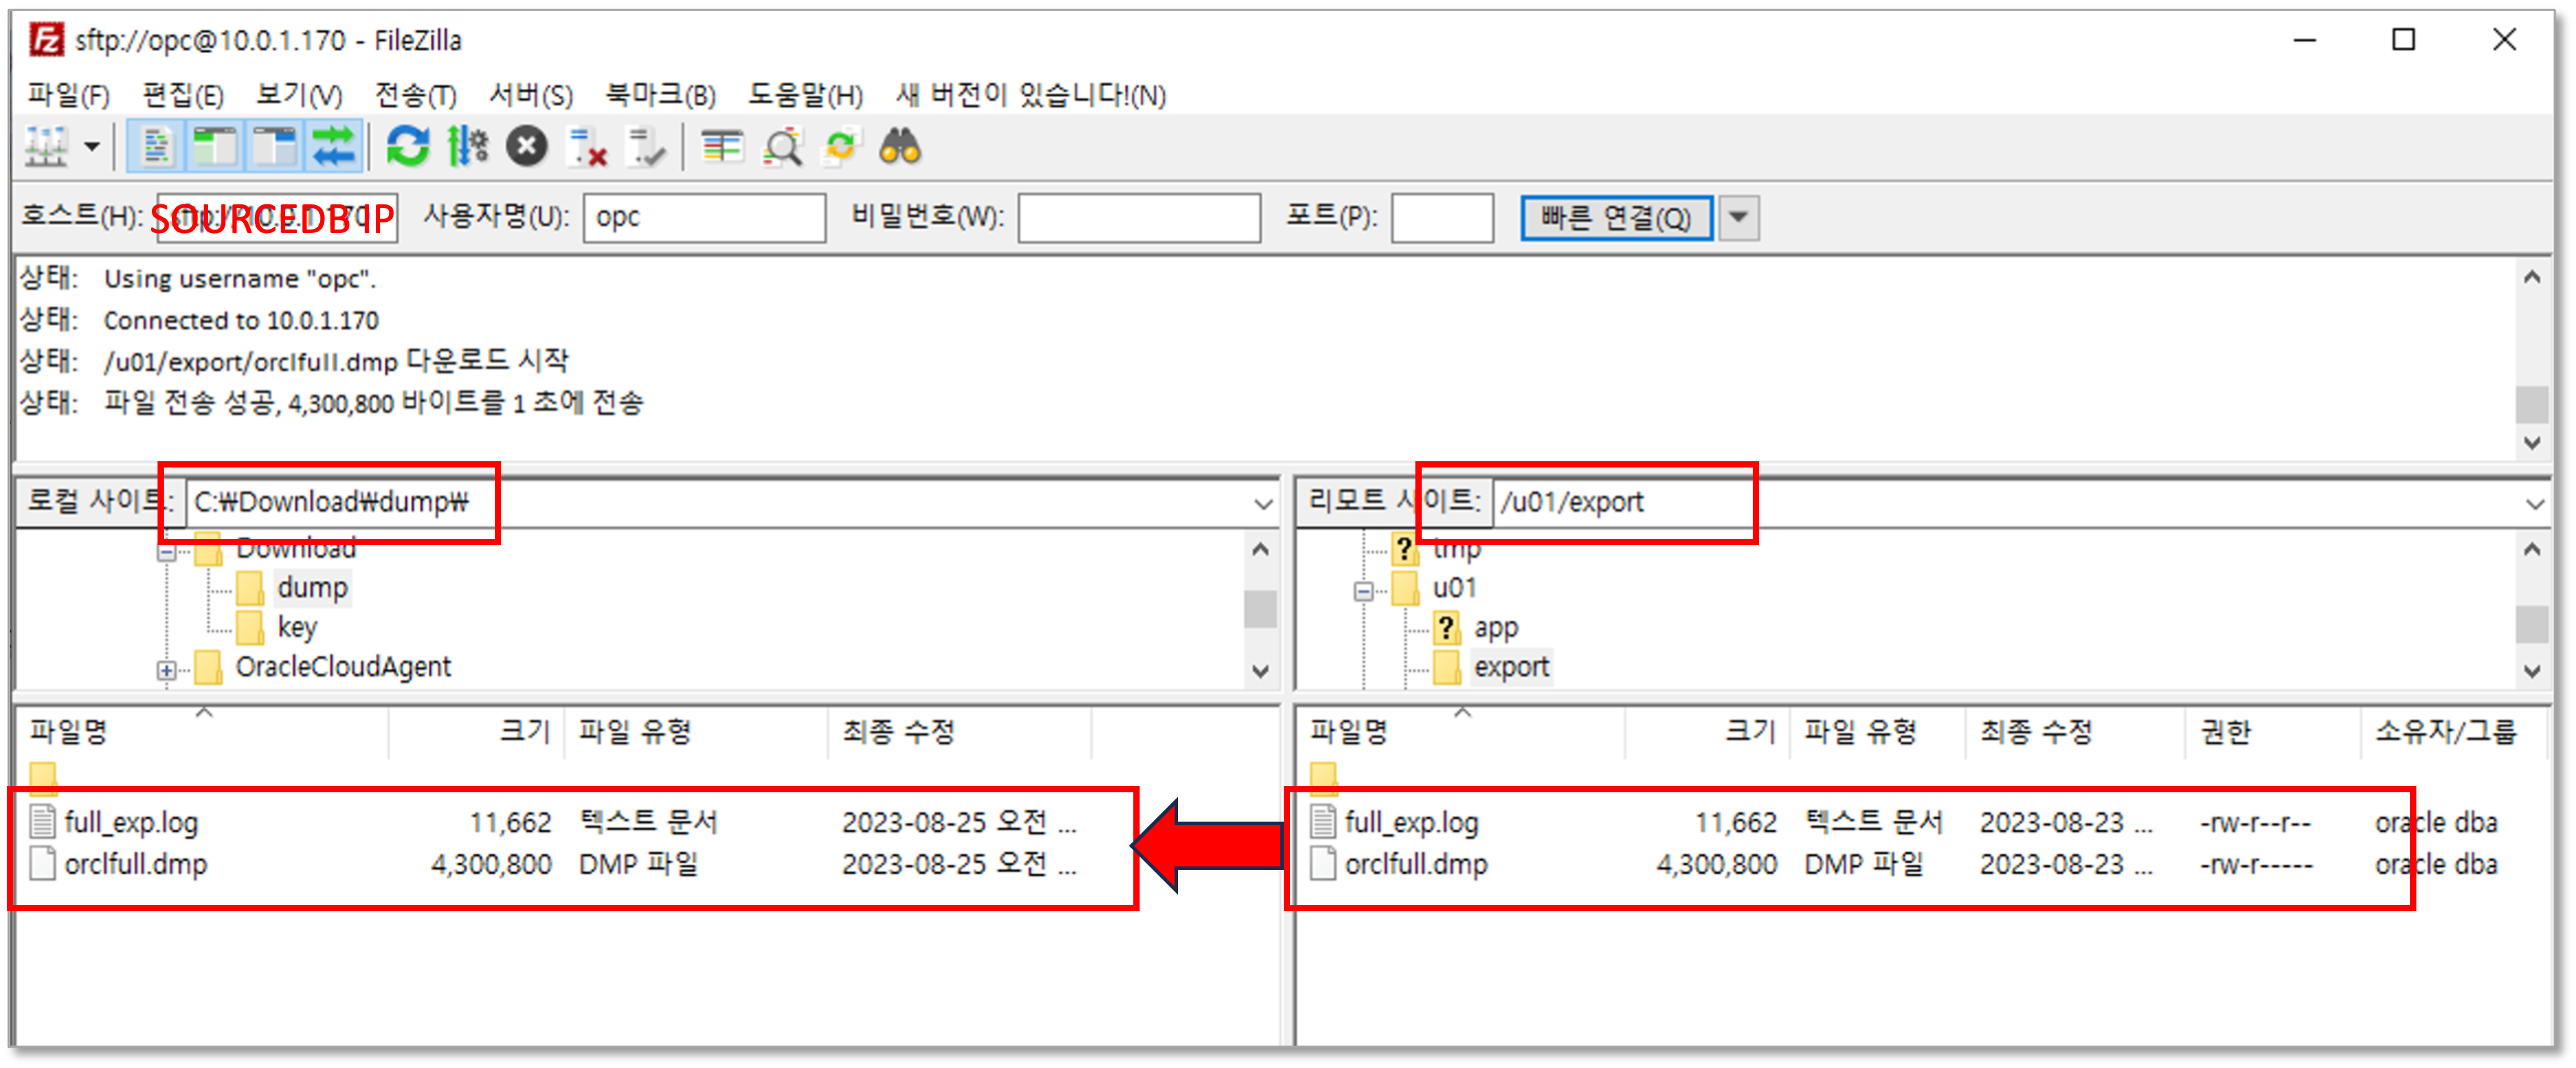 sftp://opc@10.0.1.170 - FileZilla
파일(F) 편집(E) 보기(V) 전송(T) 서버(S) 북마크(B) 도움말(H) 새 버전이 있습니다!(N)
호스트(H): sftp://10.0.1.170 SOURCEDB IP 사용자명(U): opc 비밀번호(W): 포트(P): 빠른 연결(Q)
상태: Using username "opc".
상태: Connected to 10.0.1.170
상태: /u01/export/orclfull.dmp 다운로드 시작
상태: 파일 전송 성공, 4,300,800 바이트를 1 초에 전송
로컬 사이트: C:₩Download₩dump₩
Download
dump
key
OracleCloudAgent
리모트 사이트: /u01/export
tmp
u01
app
export
파일명 크기 파일 유형 최종 수정
full_exp.log 11,662 텍스트 문서 2023-08-25 오전 ...
orclfull.dmp 4,300,800 DMP 파일 2023-08-25 오전 ...
파일명 크기 파일 유형 최종 수정 권한 소유자/그룹
full_exp.log 11,662 텍스트 문서 2023-08-23 ... -rw-r--r-- oracle dba
orclfull.dmp 4,300,800 DMP 파일 2023-08-23 ... -rw-r----- oracle dba